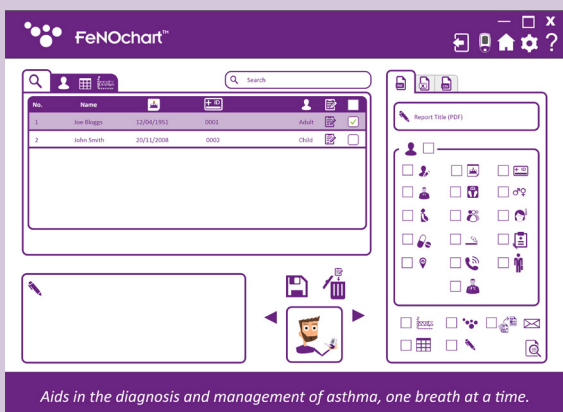 FeNOchart™
Search
No. Name ID
1 Joe Bloggs 12/04/1951 0001 Adult
2 John Smith 20/11/2008 0002 Child
Report Title (PDF)
ID
Aids in the diagnosis and management of asthma, one breath at a time.